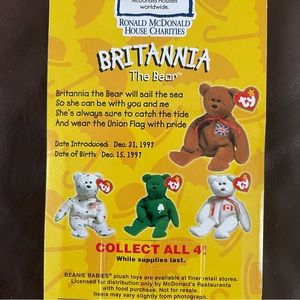 McDonald Houses
worldwide.
RONALD McDONALD
HOUSE CHARITIES
BRITANNIA
The Bear
Britannia the Bear will sail the sea
So she can be with you and me
She's always sure to catch the tide
And wear the Union Flag with pride
Date Introduced: Dec. 31, 1997
Date of Birth: Dec. 15, 1997
COLLECT ALL 4!
While supplies last.
BEANIE BABIES® plush toys are available at finer retail stores.
Licensed for distribution only by McDonald's Restaurants
with food purchase. Not for resale.
Items may vary slightly from photograph.